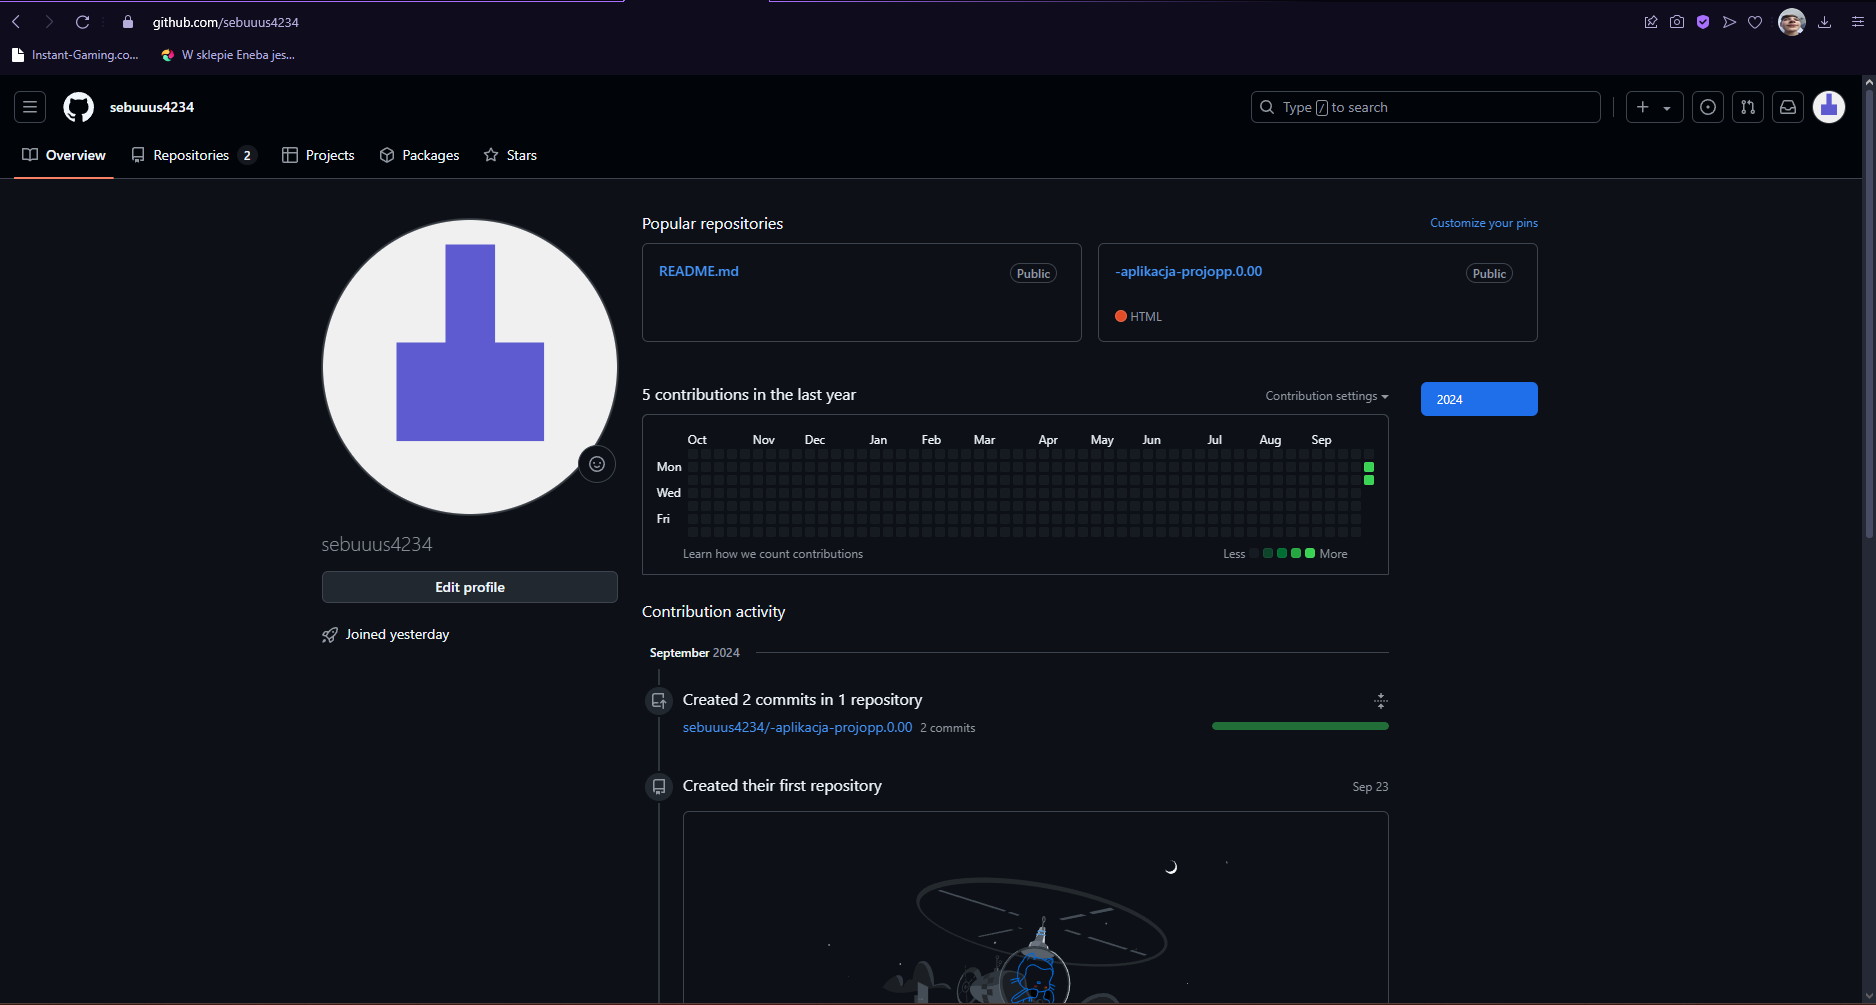 github.com/sebuuus4234
Instant-Gaming.co...
W sklepie Eneba jes...
sebuuus4234
Type / to search
Overview
Repositories 2
Projects
Packages
Stars
Popular repositories
Customize your pins
README.md
Public
-aplikacja-projopp.0.00
Public
HTML
5 contributions in the last year
Contribution settings
2024
Oct Nov Dec Jan Feb Mar Apr May Jun Jul Aug Sep
Mon
Wed
Fri
Learn how we count contributions
Less
More
sebuuus4234
Edit profile
Joined yesterday
Contribution activity
September 2024
Created 2 commits in 1 repository
sebuuus4234/-aplikacja-projopp.0.00 2 commits
Created their first repository
Sep 23